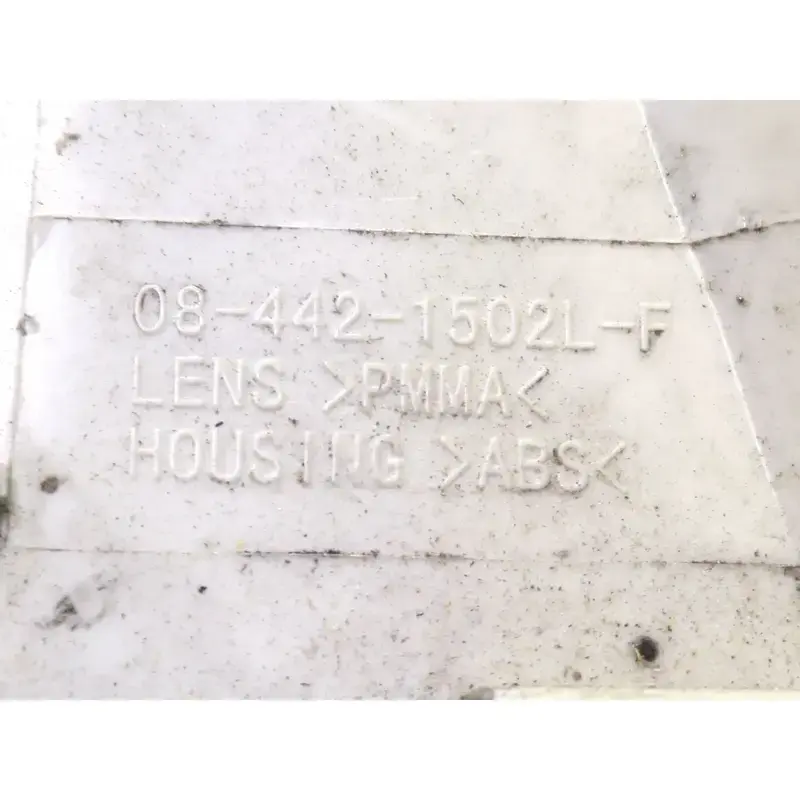 08-442-1502L-F
LENS >PMMA<
HOUSING >ABS<